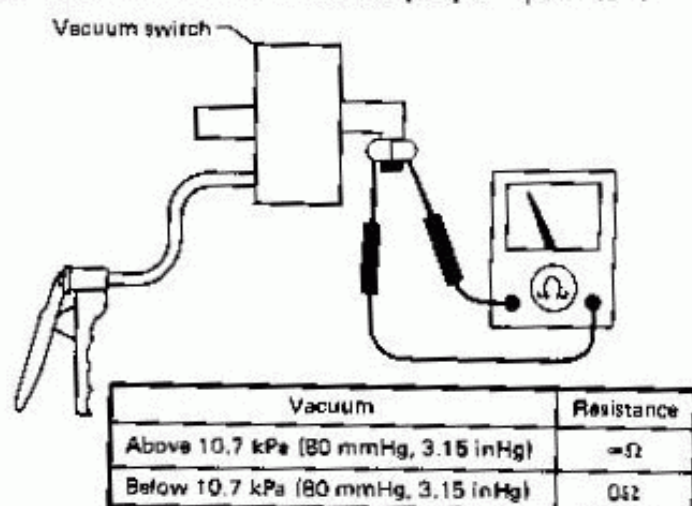 Vacuum switch
Ω
Vacuum Resistance
Above 10.7 kPa (80 mmHg, 3.15 inHg) ∞Ω
Below 10.7 kPa (80 mmHg, 3.15 inHg) 0Ω